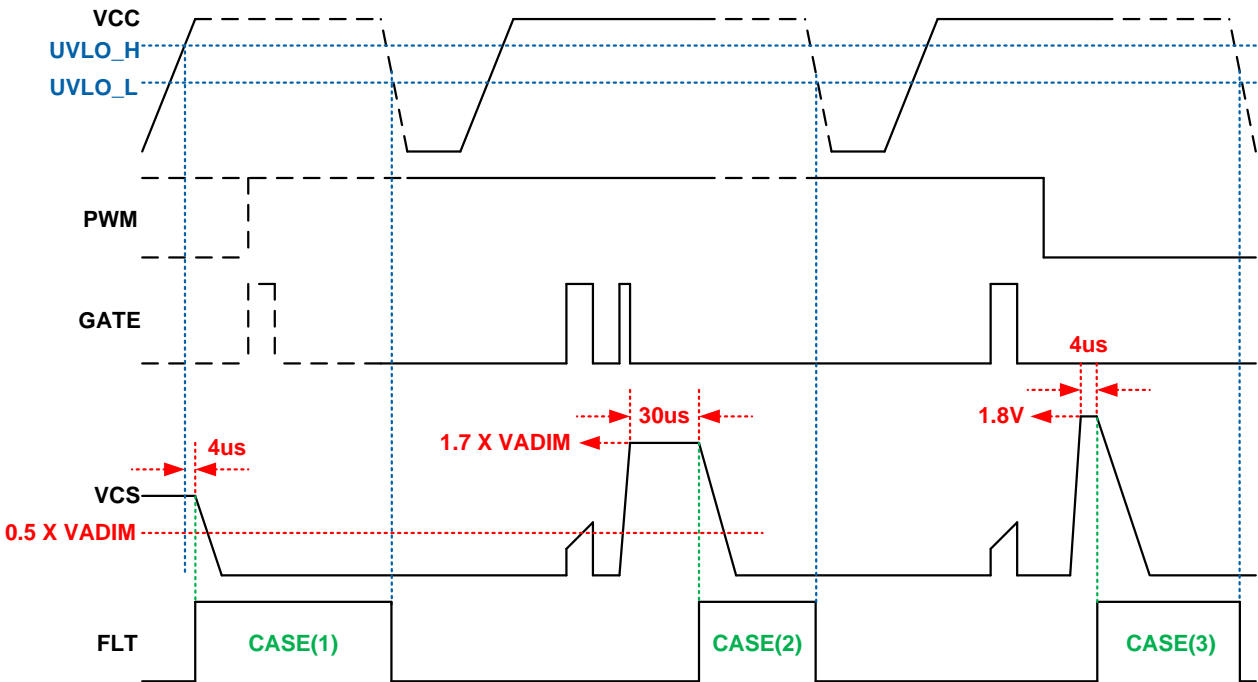 VCC
UVLO_H
UVLO_L
PWM
GATE
4us
30us
1.8V
1.7 X VADIM
4us
VCS
0.5 X VADIM
FLT
CASE(1)
CASE(2)
CASE(3)